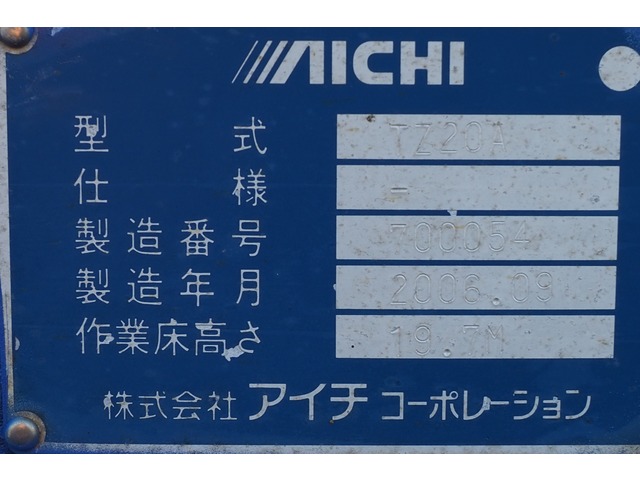 AICHI
型式 TZ20A
仕様 -
製造番号 700054
製造年月 2006.09
作業床高さ
株式会社 アイチ コーポレーション